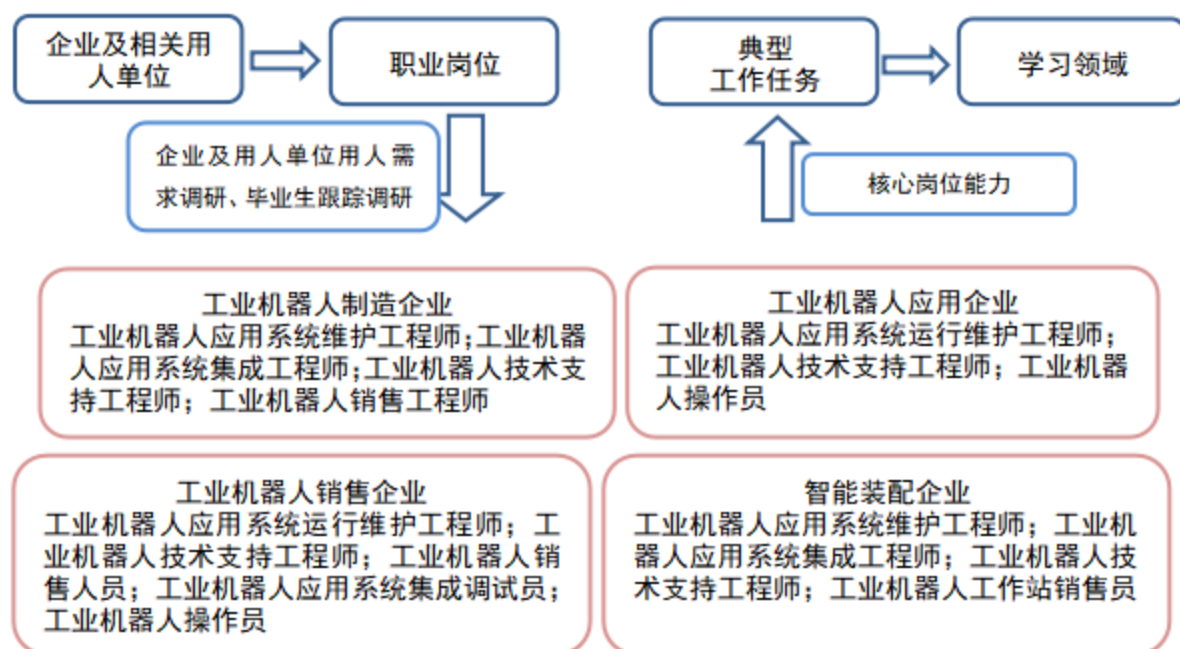 企业及相关用
人单位
职业岗位
典型
工作任务
学习领域
企业及用人单位用人需
求调研、毕业生跟踪调研
核心岗位能力
工业机器人制造企业
工业机器人应用系统维护工程师;工业机器
人应用系统集成工程师;工业机器人技术支
持工程师；工业机器人销售工程师
工业机器人应用企业
工业机器人应用系统运行维护工程师；
工业机器人技术支持工程师；工业机器
人操作员
工业机器人销售企业
工业机器人应用系统运行维护工程师；工
业机器人技术支持工程师；工业机器人销
售人员；工业机器人应用系统集成调试员；
工业机器人操作员
智能装配企业
工业机器人应用系统维护工程师；工业机
器人应用系统集成工程师；工业机器人技
术支持工程师；工业机器人工作站销售员